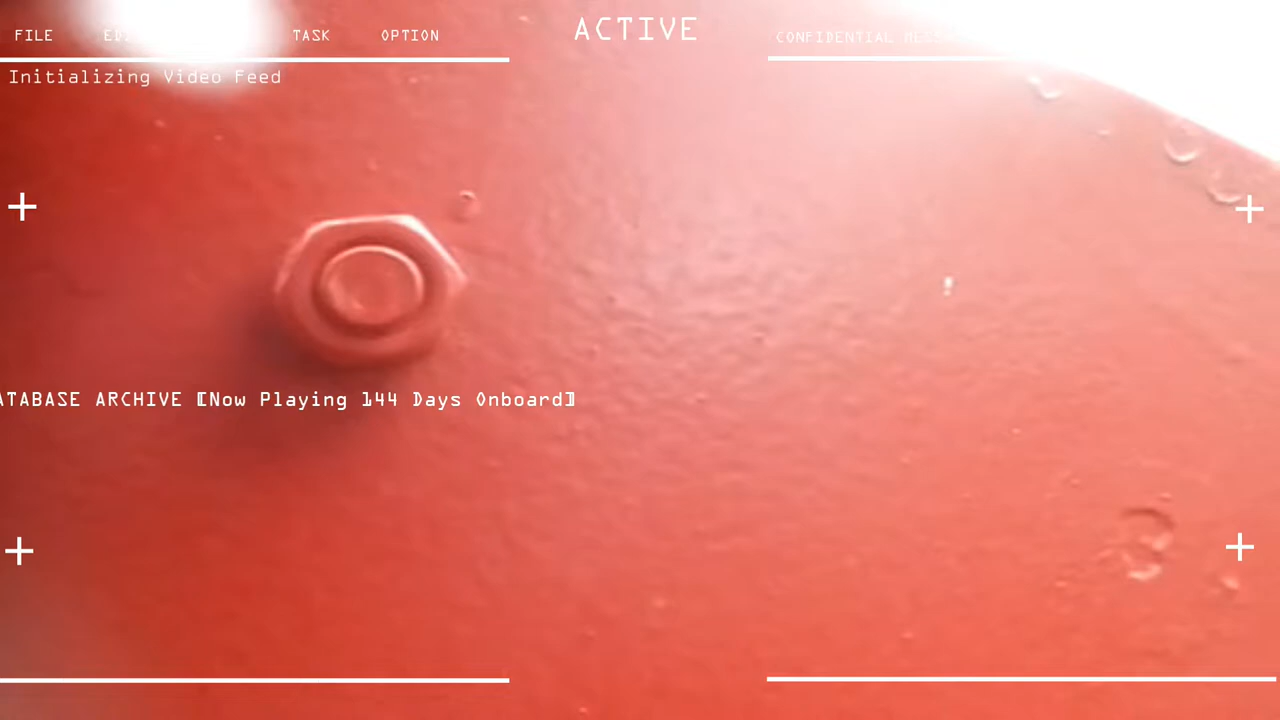 FILE
TASK
OPTION
ACTIVE
CONFIDENTIAL
Initializing Video Feed
ATABASE ARCHIVE [Now Playing 144 Days Onboard]